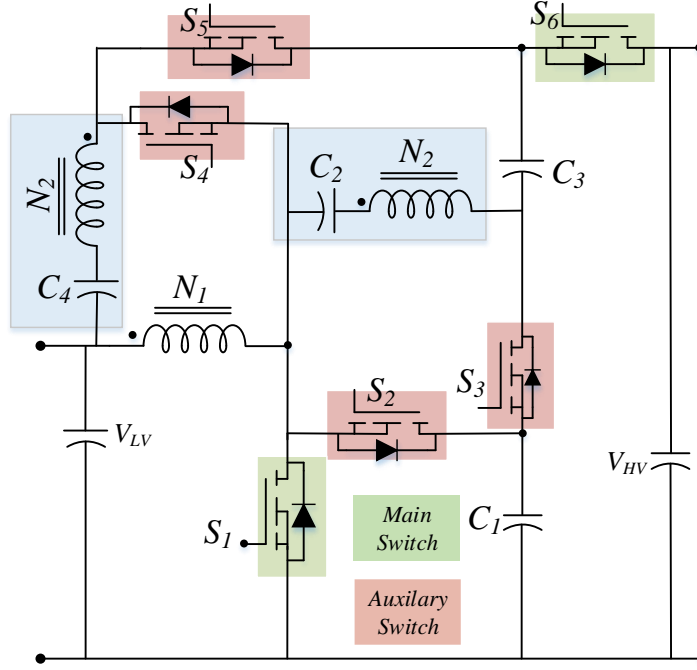 S5
S6
S4
N2
C2
N2
C3
C4
N1
S2
S3
VLV
VHV
S1
Main
Switch
C1
Auxilary
Switch